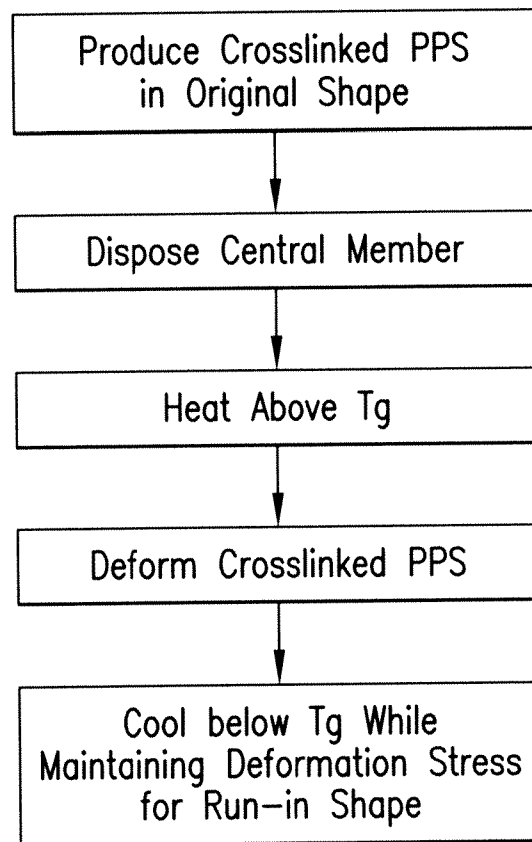 Produce Crosslinked PPS
in Original Shape
Dispose Central Member
Heat Above Tg
Deform Crosslinked PPS
Cool below Tg While
Maintaining Deformation Stress
for Run-in Shape